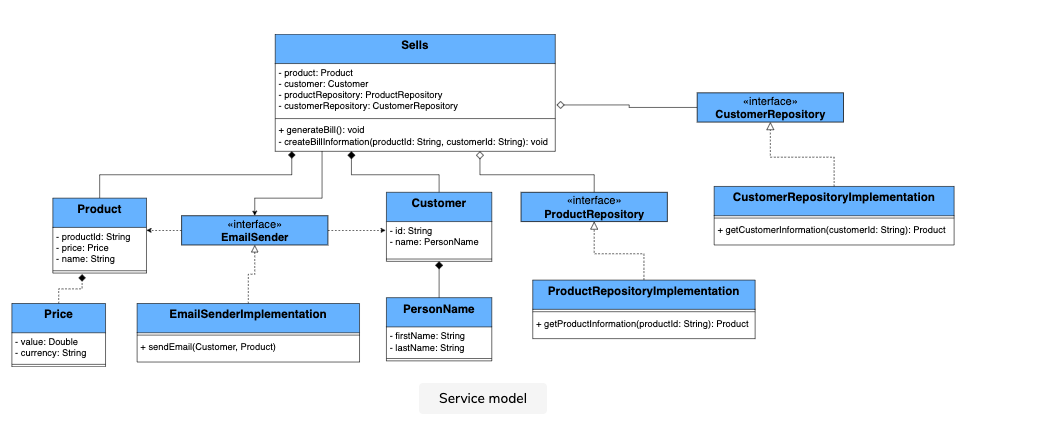 Sells
- product: Product
- customer: Customer
- productRepository: ProductRepository
- customerRepository: CustomerRepository
+ generateBill(): void
- createBillInformation(productId: String, customerId: String): void
«interface»
CustomerRepository
CustomerRepositoryImplementation
+ getCustomerInformation(customerId: String): Product
Product
- productId: String
- price: Price
- name: String
«interface»
EmailSender
Customer
- id: String
- name: PersonName
«interface»
ProductRepository
Price
- value: Double
- currency: String
EmailSenderImplementation
+ sendEmail(Customer, Product)
PersonName
- firstName: String
- lastName: String
ProductRepositoryImplementation
+ getProductInformation(productId: String): Product
Service model